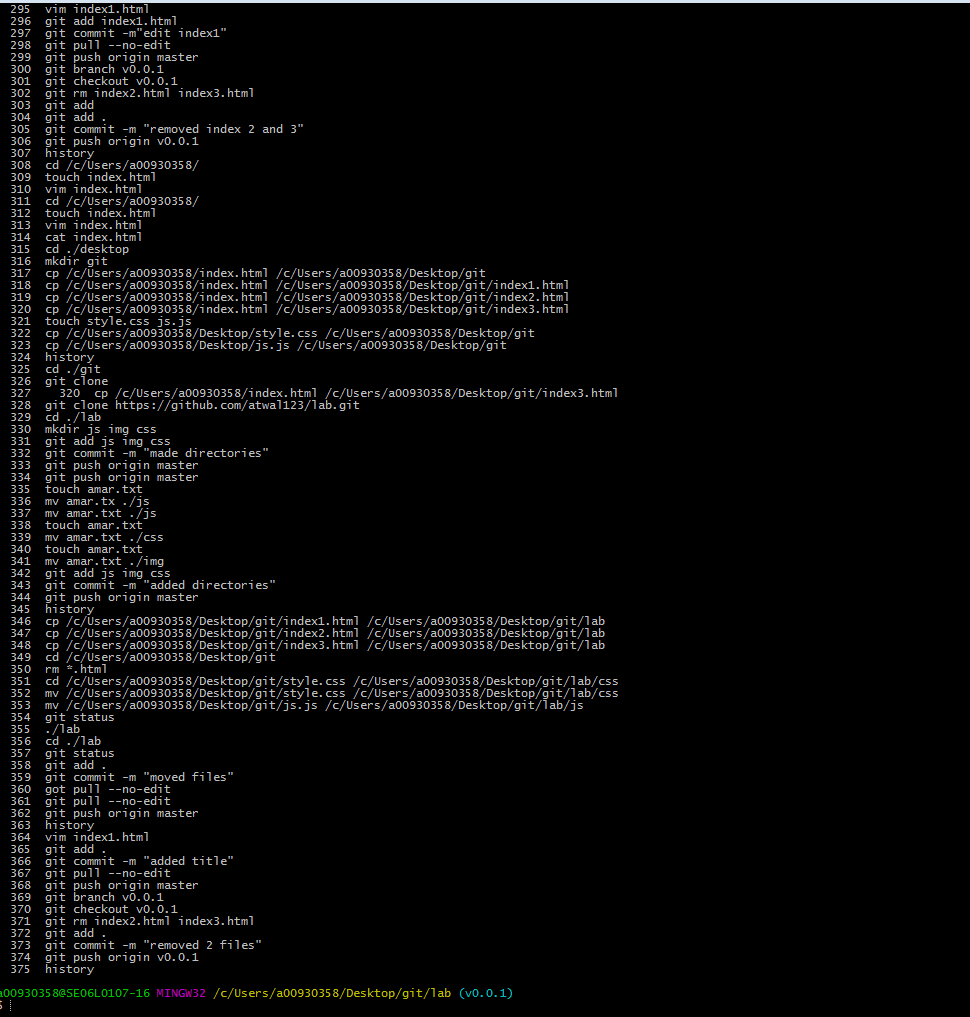 295  vim index1.html
296  git add index1.html
297  git commit -m"edit index1"
298  git pull --no-edit
299  git push origin master
300  git branch v0.0.1
301  git checkout v0.0.1
302  git rm index2.html index3.html
303  git add
304  git add .
305  git commit -m "removed index 2 and 3"
306  git push origin v0.0.1
307  history
308  cd /c/Users/a00930358/
309  touch index.html
310  vim index.html
311  cd /c/Users/a00930358/
312  touch index.html
313  vim index.html
314  cat index.html
315  cd ./desktop
316  mkdir git
317  cp /c/Users/a00930358/index.html /c/Users/a00930358/Desktop/git
318  cp /c/Users/a00930358/index.html /c/Users/a00930358/Desktop/git/index1.html
319  cp /c/Users/a00930358/index.html /c/Users/a00930358/Desktop/git/index2.html
320  cp /c/Users/a00930358/index.html /c/Users/a00930358/Desktop/git/index3.html
321  touch style.css js.js
322  cp /c/Users/a00930358/Desktop/style.css /c/Users/a00930358/Desktop/git
323  cp /c/Users/a00930358/Desktop/js.js /c/Users/a00930358/Desktop/git
324  history
325  cd ./git
326  git clone
327    320  cp /c/Users/a00930358/index.html /c/Users/a00930358/Desktop/git/index3.html
328  git clone https://github.com/atwal123/lab.git
329  cd ./lab
330  mkdir js img css
331  git add js img css
332  git commit -m "made directories"
333  git push origin master
334  git push origin master
335  touch amar.txt
336  mv amar.tx ./js
337  mv amar.txt ./js
338  touch amar.txt
339  mv amar.txt ./css
340  touch amar.txt
341  mv amar.txt ./img
342  git add js img css
343  git commit -m "added directories"
344  git push origin master
345  history
346  cp /c/Users/a00930358/Desktop/git/index1.html /c/Users/a00930358/Desktop/git/lab
347  cp /c/Users/a00930358/Desktop/git/index2.html /c/Users/a00930358/Desktop/git/lab
348  cp /c/Users/a00930358/Desktop/git/index3.html /c/Users/a00930358/Desktop/git/lab
349  cd /c/Users/a00930358/Desktop/git
350  rm *.html
351  cd /c/Users/a00930358/Desktop/git/style.css /c/Users/a00930358/Desktop/git/lab/css
352  mv /c/Users/a00930358/Desktop/git/style.css /c/Users/a00930358/Desktop/git/lab/css
353  mv /c/Users/a00930358/Desktop/git/js.js /c/Users/a00930358/Desktop/git/lab/js
354  git status
355  ./lab
356  cd ./lab
357  git status
358  git add .
359  git commit -m "moved files"
360  got pull --no-edit
361  git pull --no-edit
362  git push origin master
363  history
364  vim index1.html
365  git add .
366  git commit -m "added title"
367  git pull --no-edit
368  git push origin master
369  git branch v0.0.1
370  git checkout v0.0.1
371  git rm index2.html index3.html
372  git add .
373  git commit -m "removed 2 files"
374  git push origin v0.0.1
375  history
a00930358@SE06L0107-16 MINGW32 /c/Users/a00930358/Desktop/git/lab (v0.0.1)
$